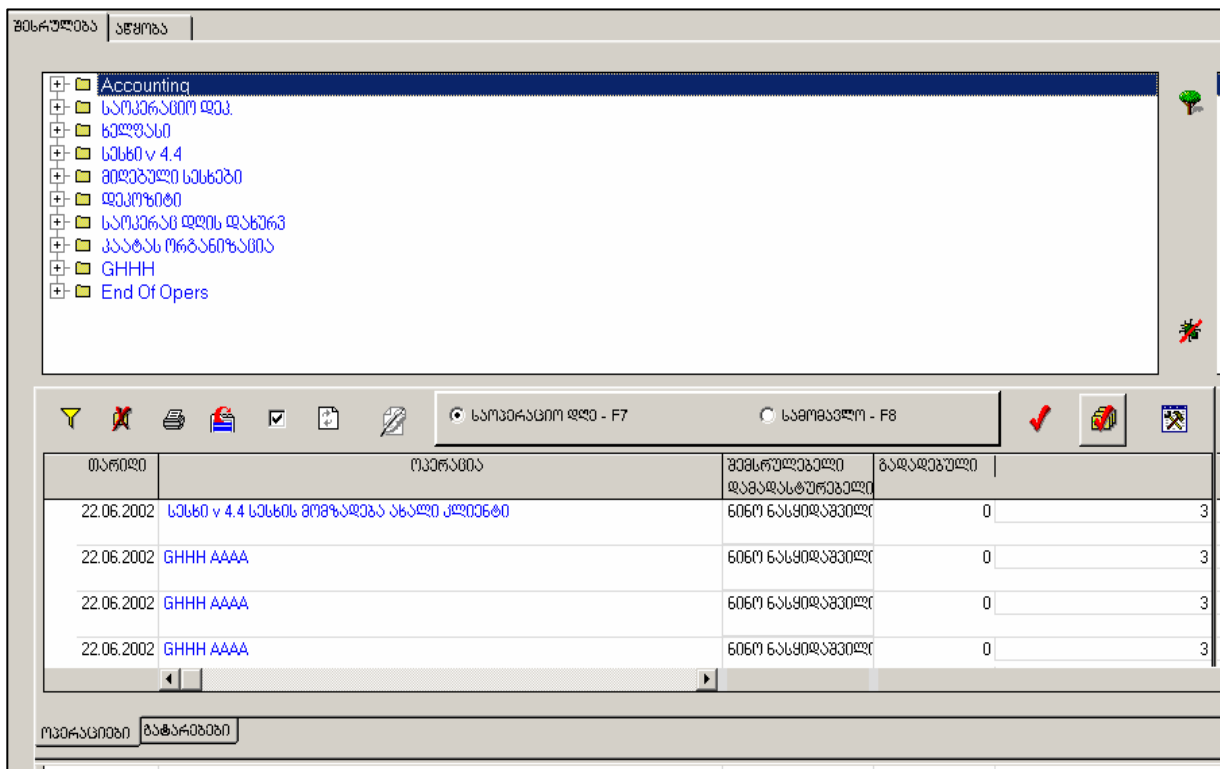 შესრულება აწყობა
Accounting
საოპერაციო დეპ.
ხელფასი
სესხი v 4.4
მიღებული სესხები
დეპოზიტი
საოპერაც დღის დახურვ
პაატას ორგანიზაცია
GHHH
End Of Opers
საოპერაციო დღე - F7 სამომავლო - F8
თარიღი ოპერაცია შემსრულებელი გადადებული
დამადასტურებელი
22.06.2002 სესხი v 4.4 სესხის მომზადება ახალი კლიენტი ნინო ნასყიდაშვილი 0 3
22.06.2002 GHHH AAAA ნინო ნასყიდაშვილი 0 3
22.06.2002 GHHH AAAA ნინო ნასყიდაშვილი 0 3
22.06.2002 GHHH AAAA ნინო ნასყიდაშვილი 0 3
ოპერაციები გატარებები